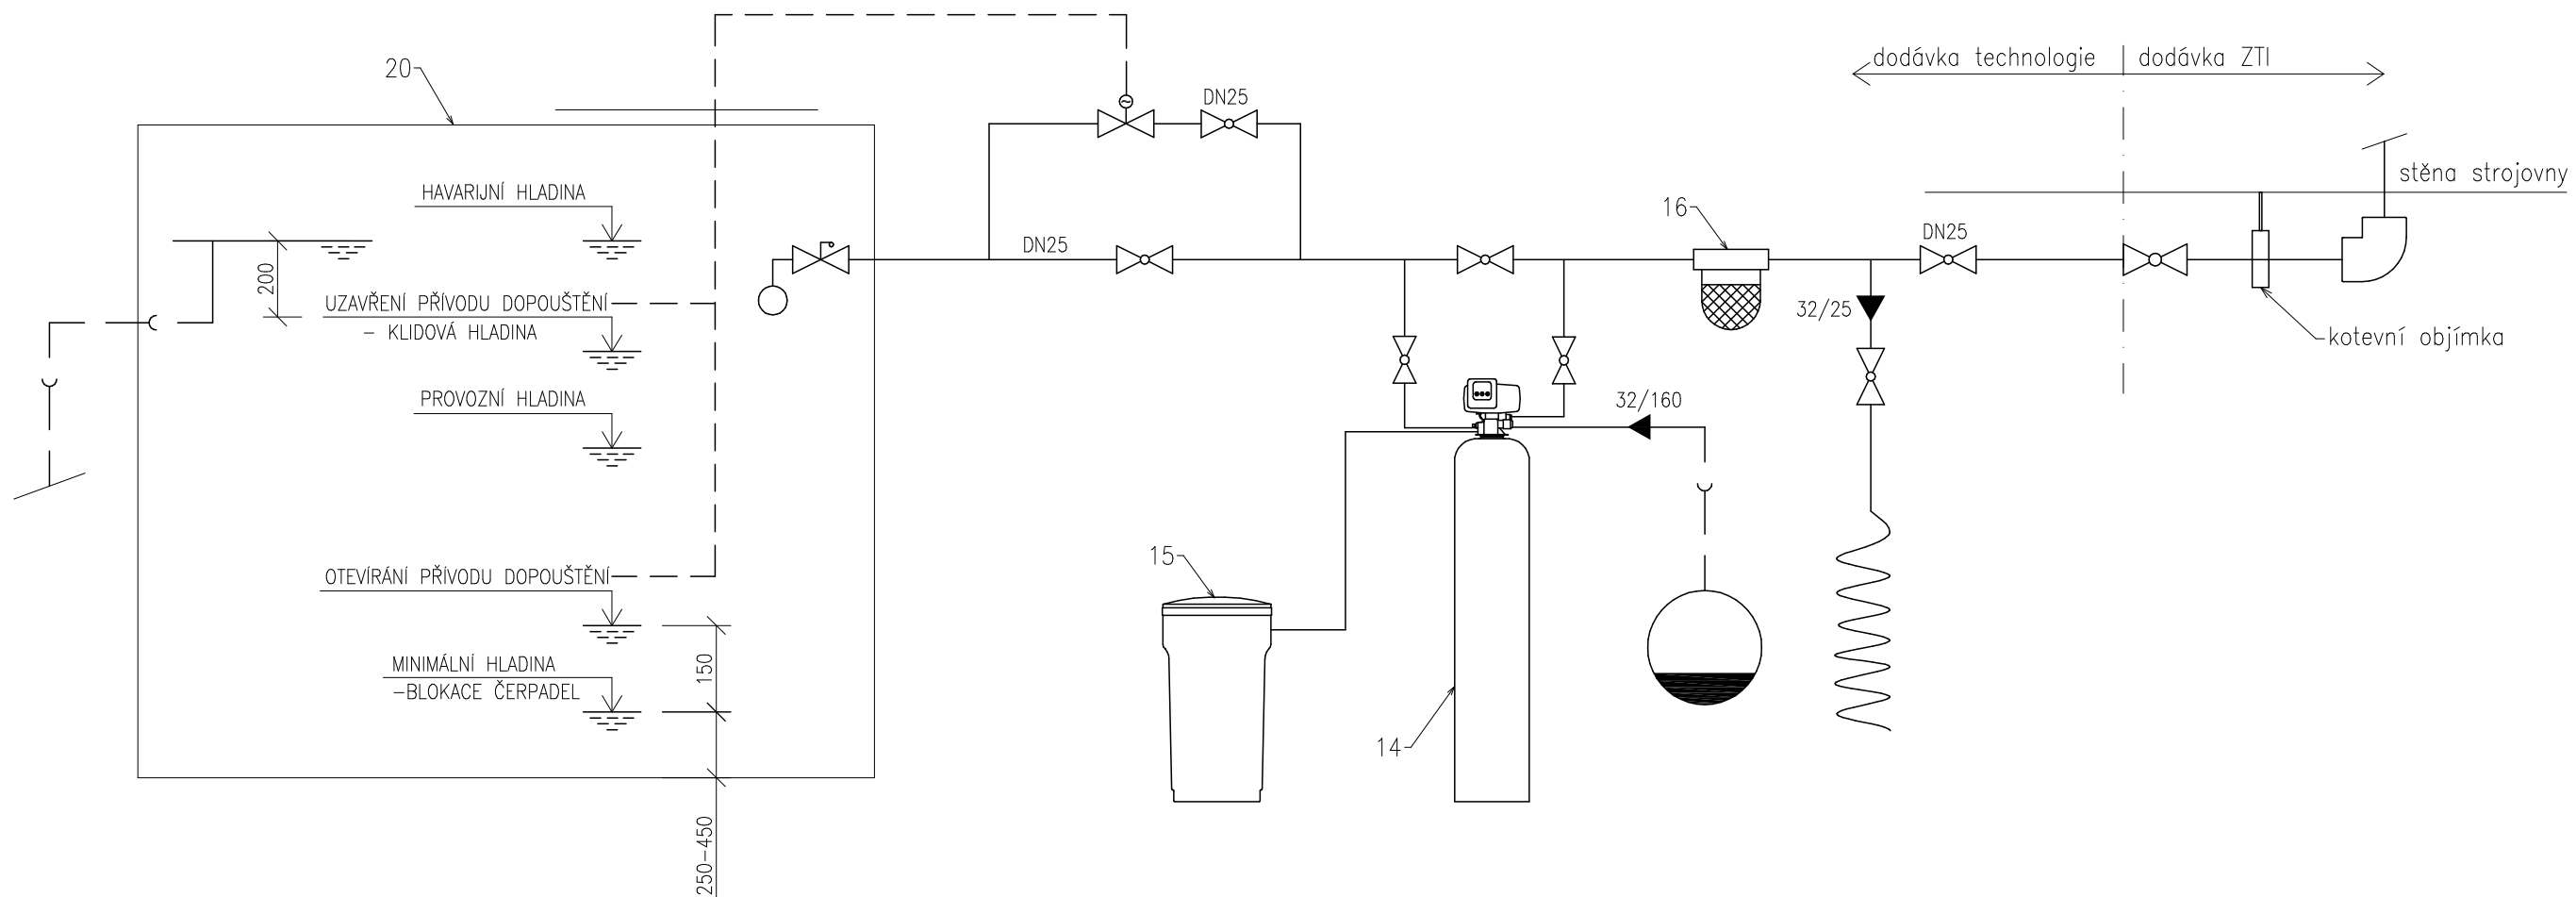 dodávka technologie
dodávka ZTI
20
DN25
stěna strojovny
HAVARIJNÍ HLADINA
16
200
DN25
DN25
UZAVŘENÍ PŘÍVODU DOPOUŠTĚNÍ
- KLIDOVÁ HLADINA
32/25
kotevní objímka
PROVOZNÍ HLADINA
32/160
15
OTEVÍRÁNÍ PŘÍVODU DOPOUŠTĚNÍ
MINIMÁLNÍ HLADINA
-BLOKACE ČERPADEL
150
14
250-450